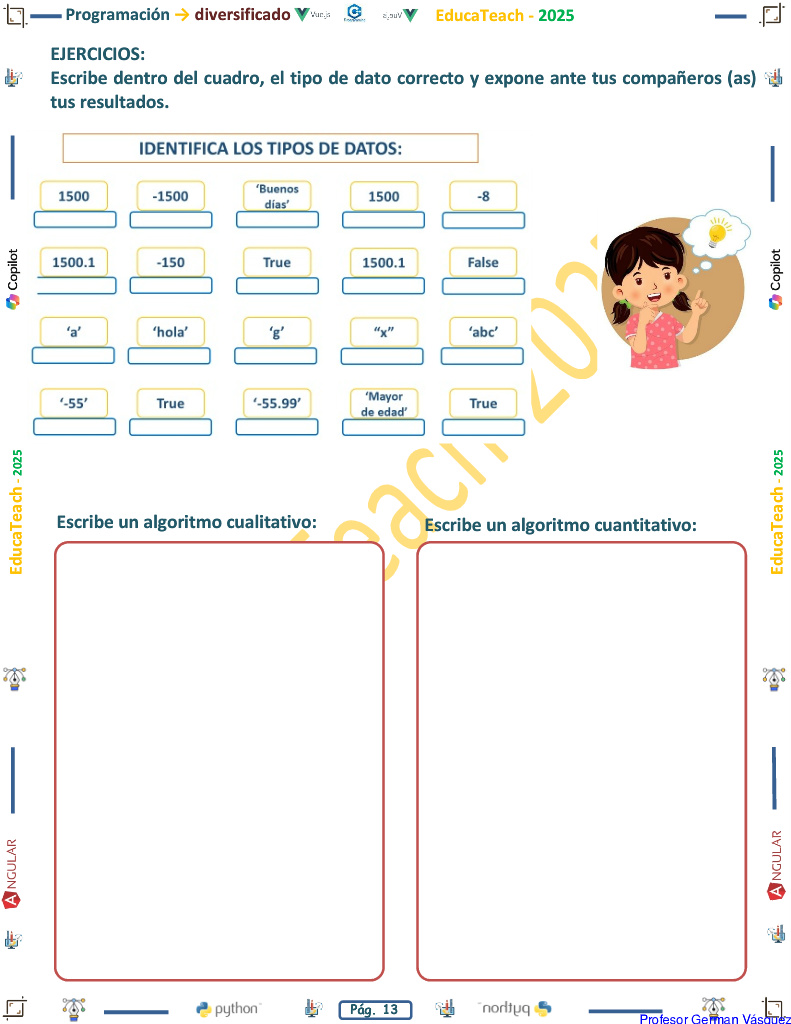 Programación → diversificado Vue.js EducaTeach - 2025
EJERCICIOS:
Escribe dentro del cuadro, el tipo de dato correcto y expone ante tus compañeros (as)
tus resultados.
IDENTIFICA LOS TIPOS DE DATOS:
1500 -1500 ‘Buenos días’ 1500 -8
1500.1 -150 True 1500.1 False
‘a’ ‘hola’ ‘g’ “x” ‘abc’
‘-55’ True ‘-55.99’ ‘Mayor de edad’ True
Escribe un algoritmo cualitativo:
Escribe un algoritmo cuantitativo:
Copilot
EducaTeach - 2025
ANGULAR
Copilot
EducaTeach - 2025
ANGULAR
python Pág. 13 python
Profesor German Vásquez